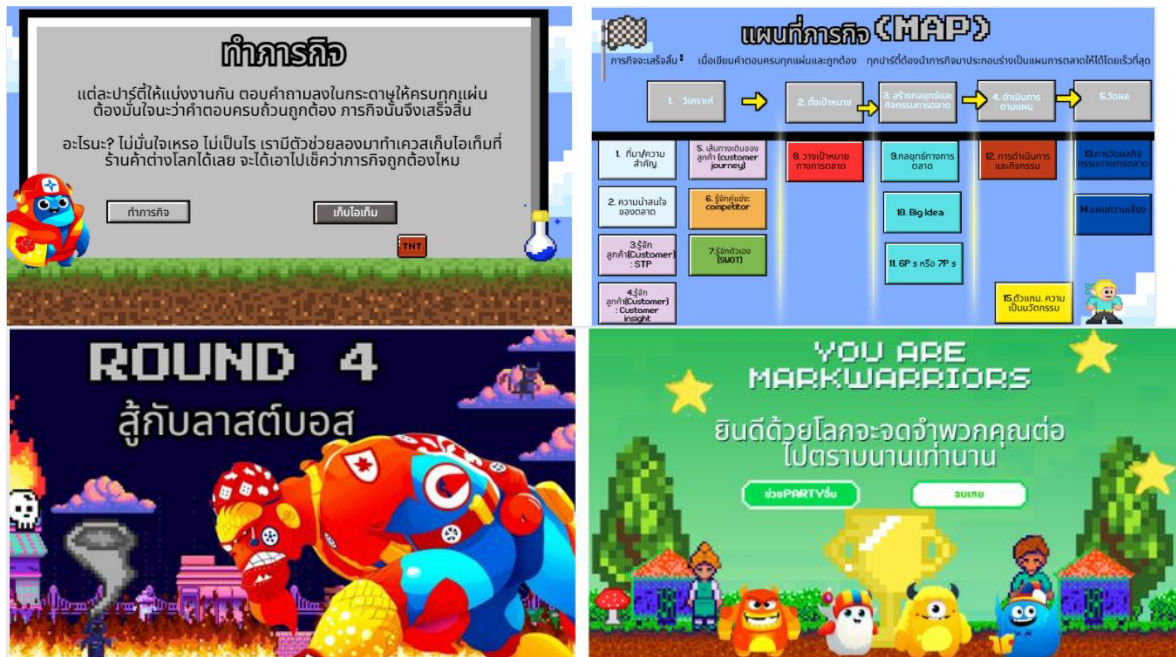 ทำภารกิจ
แต่ละปาร์ตี้ให้แบ่งงานกัน ตอบคำถามลงในกระดาษให้ครบทุกแผ่น
ต้องมั่นใจนะว่าคำตอบครบถ้วนถูกต้อง ภารกิจนั้นจึงเสร็จสิ้น
อะไรนะ? ไม่มั่นใจเหรอ ไม่เป็นไร เรามีตัวช่วยลองมาทำเควสเก็บไอเท็มที่
ร้านค้าต่างโลกได้เลย จะได้เอาไปเช็คว่าภารกิจถูกต้องไหม
ทำภารกิจ
เก็บไอเท็ม
TNT
แผนที่ภารกิจ (MAP)
ภารกิจจะเสร็จสิ้น : เมื่อเขียนคำตอบครบทุกแผ่นและถูกต้อง ทุกปาร์ตี้ต้องนำภารกิจมาประกอบร่างเป็นแผนการตลาดให้ได้โดยเร็วที่สุด
1. วิเคราะห์
2. ตั้งเป้าหมาย
3. สร้างกลยุทธ์และ
กิจกรรมการตลาด
4. ดำเนินการ
ตามแผน
5.วัดผล
1. ที่มา/ความ
สำคัญ
5. เส้นทางเดินของ
ลูกค้า (customer
journey)
8. วางเป้าหมาย
ทางการตลาด
9.กลยุทธ์ทางการ
ตลาด
12. การดำเนินการ
และกิจกรรม
13.การวัดผลกิจ
กรรมทางการตลาด
2. ความน่าสนใจ
ของตลาด
6. รู้จักคู่แข่ง:
competitor
10. Big Idea
14.แผนความเสี่ยง
3.รู้จัก
ลูกค้า(Customer)
: STP
7.รู้จักตัวเอง
(SWOT)
11. 6P s หรือ 7P s
4.รู้จัก
ลูกค้า(Customer)
: Customer
insight
15.ตัวแถม. ความ
เป็นนวัตกรรม
ROUND 4
สู้กับลาสต์บอส
YOU ARE
MARKWARRIORS
ยินดีด้วยโลกจะจดจำพวกคุณต่อ
ไปตราบนานเท่านาน
ช่วยPARTYอื่น
จบเกม